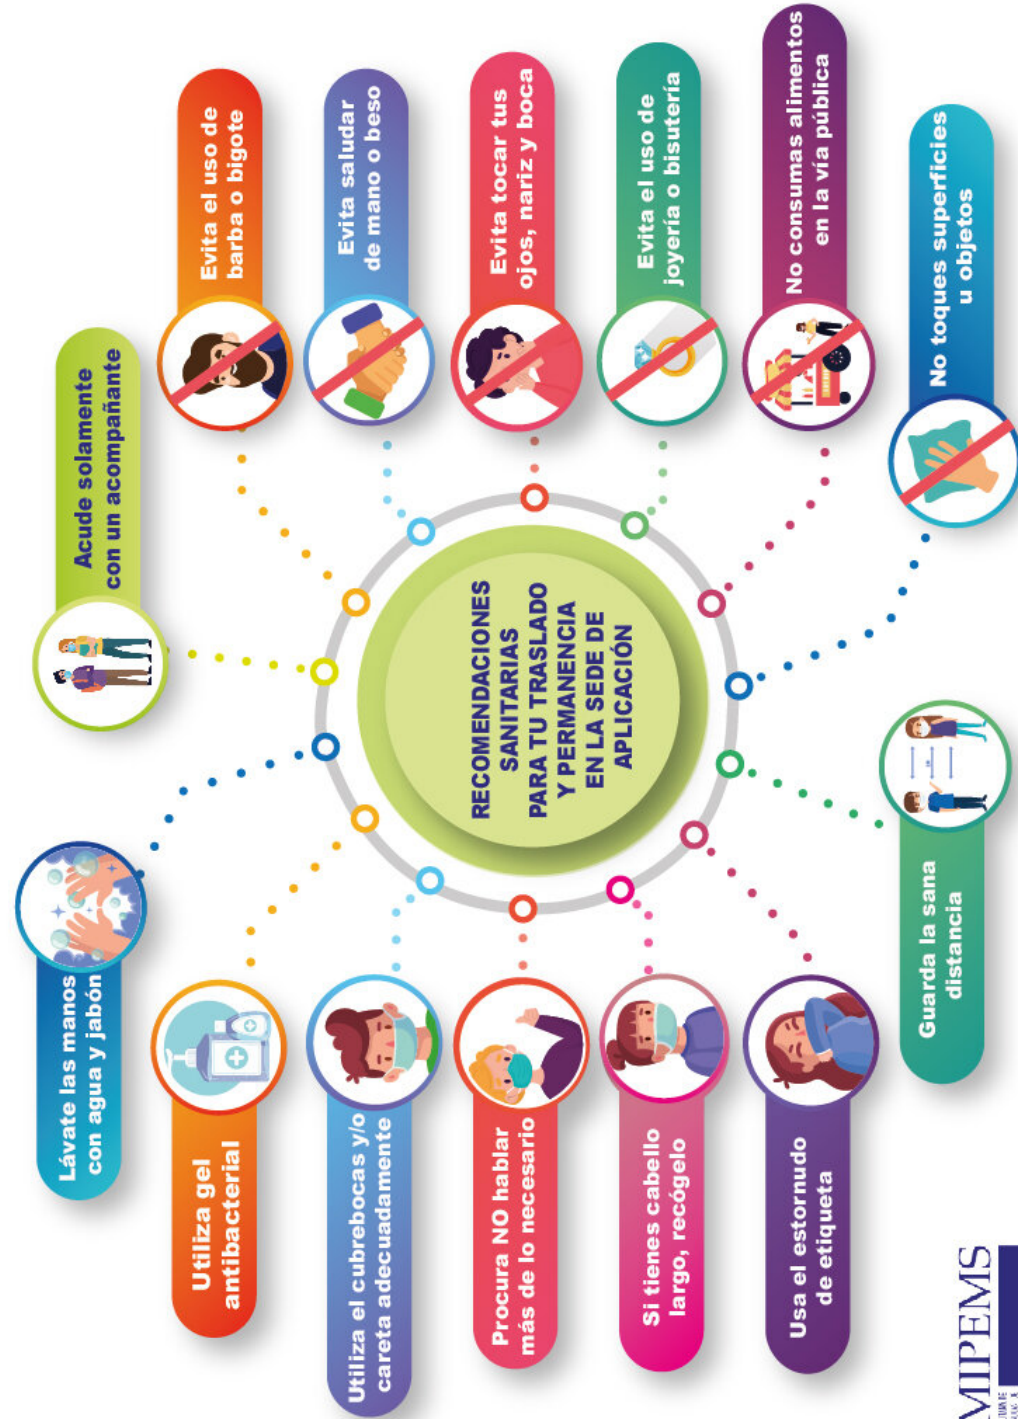 Lávate las manos
con agua y jabón
Acude solamente
con un acompañante
Utiliza gel
antibacterial
Evita el uso de
barba o bigote
Utiliza el cubrebocas y/o
careta adecuadamente
Evita saludar
de mano o beso
RECOMENDACIONES
SANITARIAS
PARA TU TRASLADO
Y PERMANENCIA
EN LA SEDE DE
APLICACIÓN
Procura NO hablar
más de lo necesario
Evita tocar tus
ojos, nariz y boca
Si tienes cabello
largo, recógelo
Evita el uso de
joyería o bisutería
Usa el estornudo
de etiqueta
No consumas alimentos
en la vía pública
Guarda la sana
distancia
No toques superficies
u objetos
MIPEMS